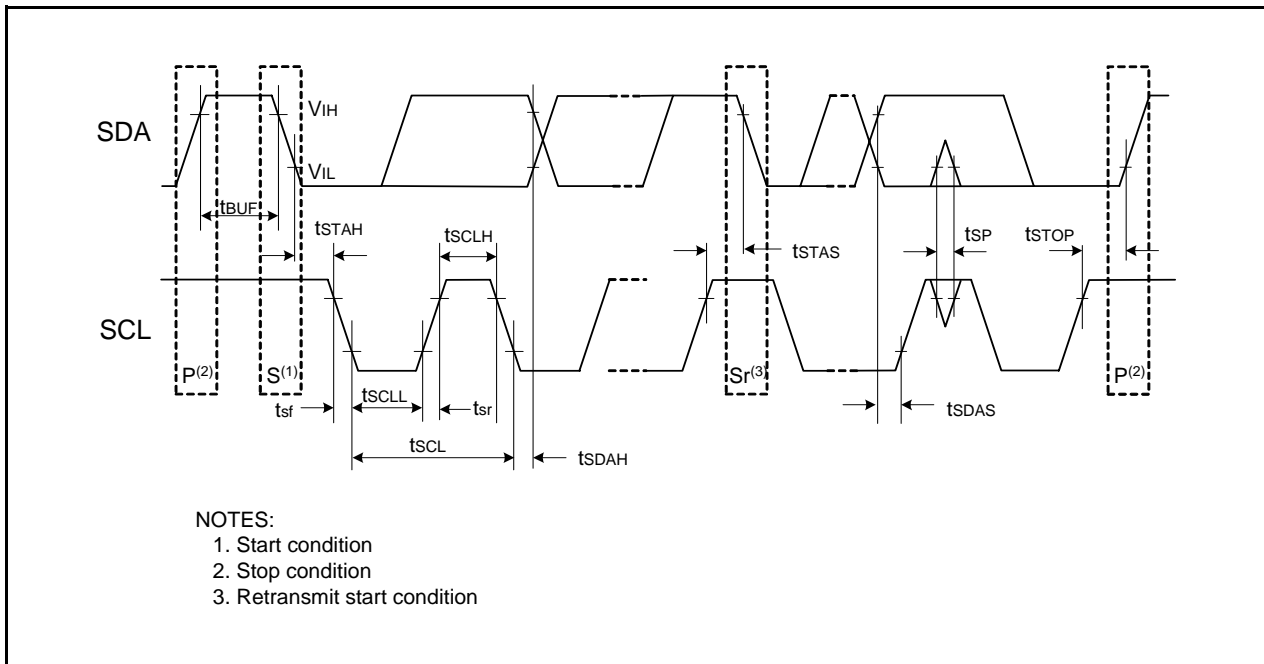 SDA
VIH
VIL
tBUF
tSTAH
tSCLH
tSTAS
tSP
tSTOP
SCL
P(2)
S(1)
Sr(3)
P(2)
tsf
tSCLL
tsr
tSDAS
tSCL
tSDAH
NOTES:
1. Start condition
2. Stop condition
3. Retransmit start condition